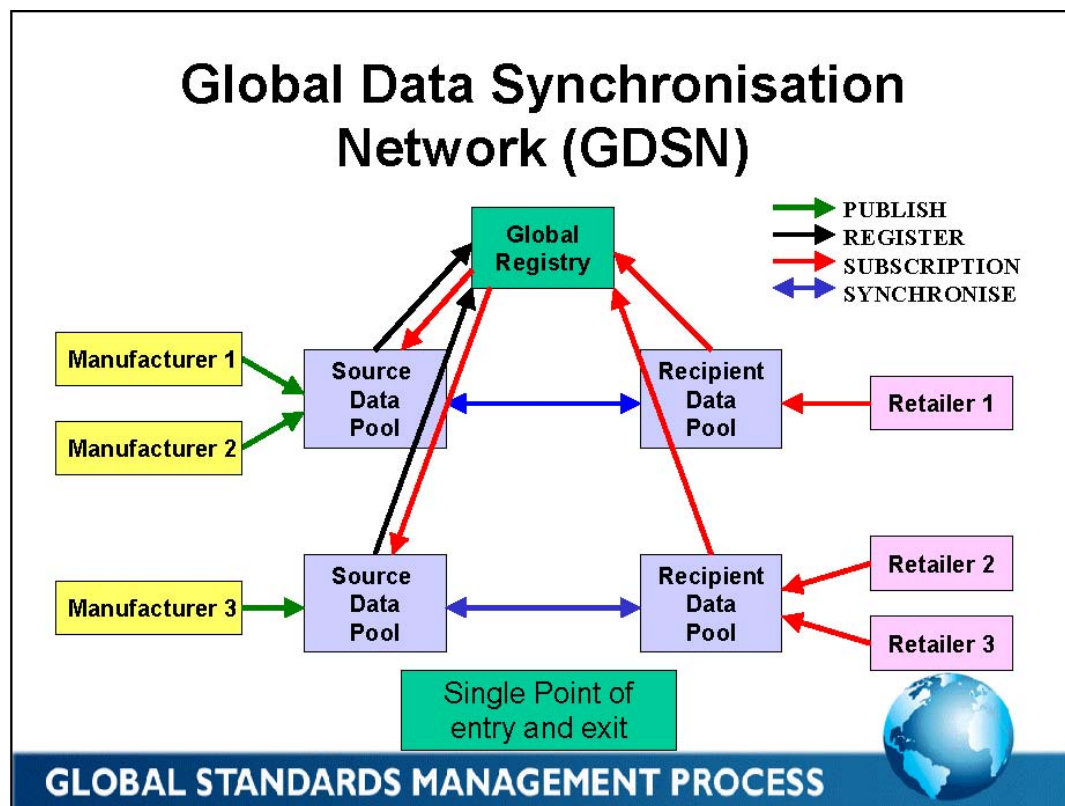 Global Data Synchronisation
Network (GDSN)
Global
Registry
PUBLISH
REGISTER
SUBSCRIPTION
SYNCHRONISE
Manufacturer 1
Manufacturer 2
Source
Data
Pool
Recipient
Data
Pool
Retailer 1
Manufacturer 3
Source
Data
Pool
Recipient
Data
Pool
Retailer 2
Retailer 3
Single Point of
entry and exit
GLOBAL STANDARDS MANAGEMENT PROCESS